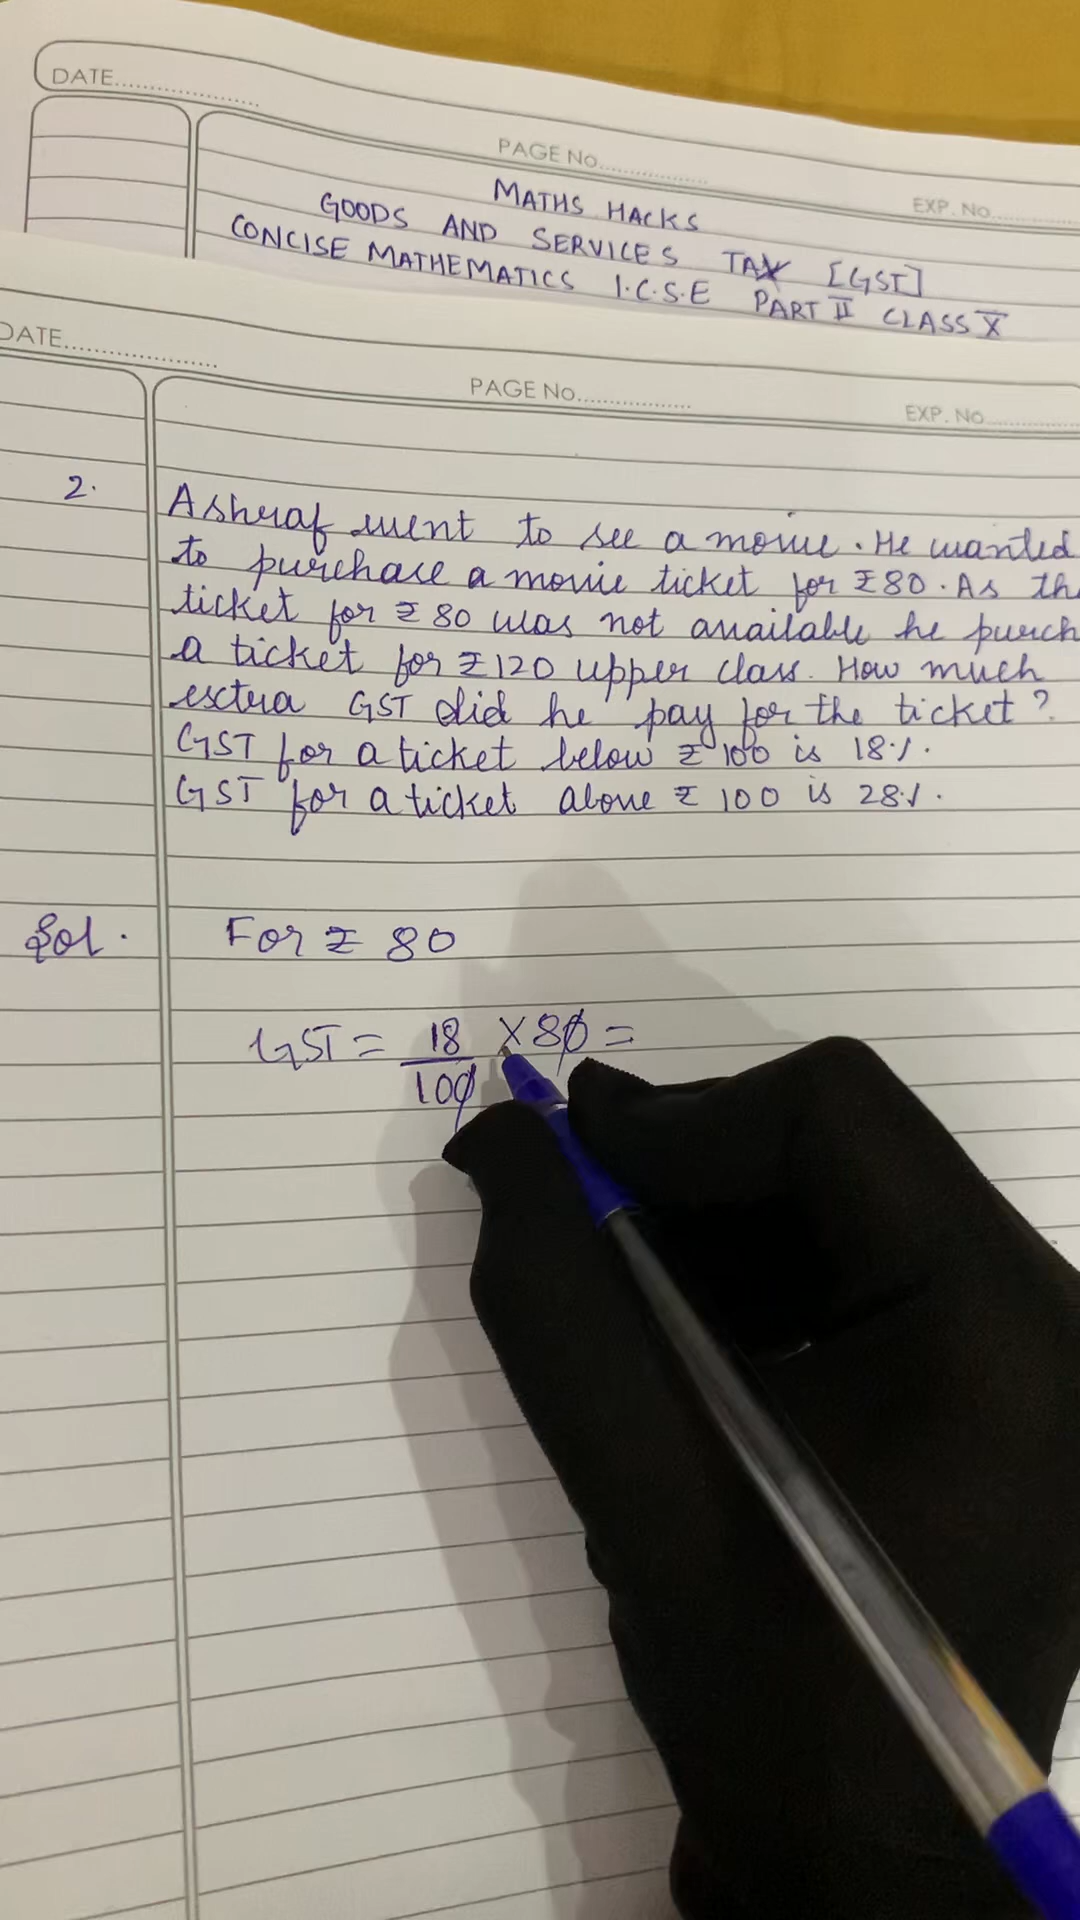 DATE....................
PAGE No...................
EXP. No...............
MATHS HACKS
GOODS AND SERVICES TAX [GST]
CONCISE MATHEMATICS I.C.S.E PART II CLASS X
DATE.....................
PAGE No...................
EXP. No...............
2.
Ashraf went to see a movie. He wanted
to purchase a movie ticket for ₹80. As th
ticket for ₹80 was not available he purch
a ticket for ₹120 upper class. How much
extra GST did he pay for the ticket?
GST for a ticket below ₹100 is 18%.
GST for a ticket above ₹100 is 28%.
Sol. For ₹80
GST = 18/100 × 80 =